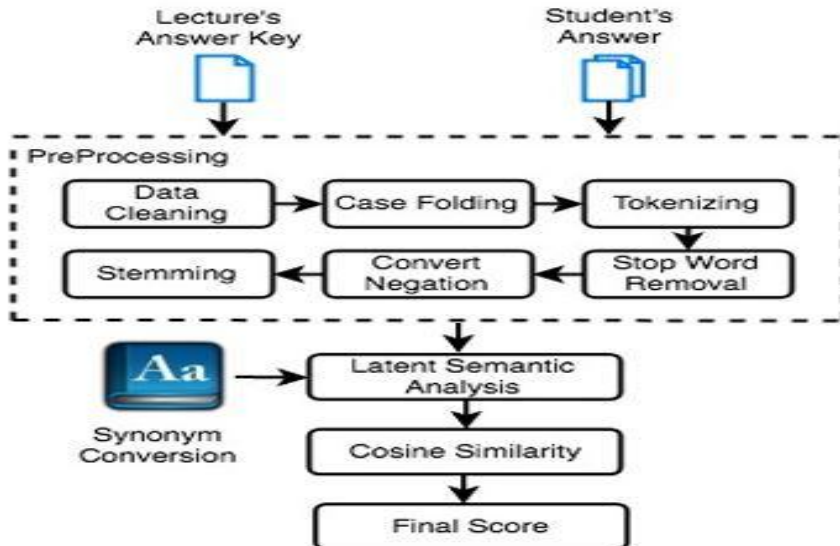 Lecture's
Answer Key
Student's
Answer
PreProcessing
Data
Cleaning
Case Folding
Tokenizing
Stemming
Convert
Negation
Stop Word
Removal
Aa
Latent Semantic
Analysis
Synonym
Conversion
Cosine Similarity
Final Score